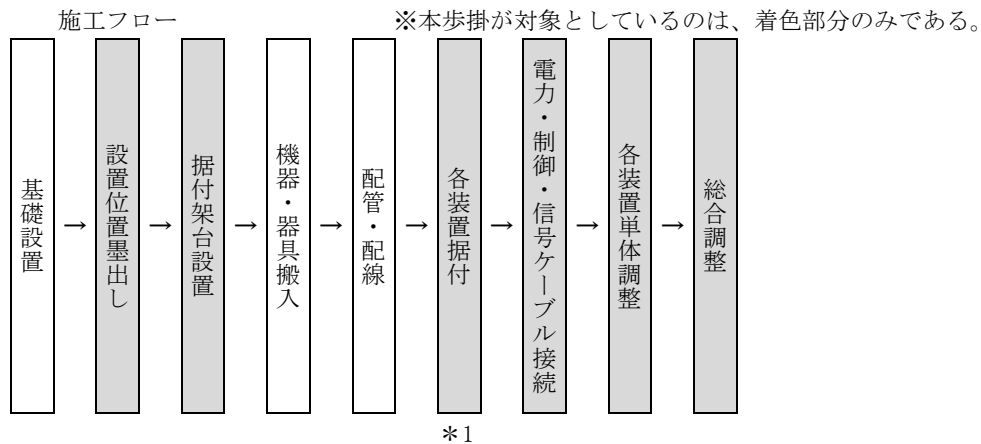 施工フロー
※本歩掛が対象としているのは、着色部分のみである。
基礎設置
→
設置位置墨出し
→
据付架台設置
→
機器・器具搬入
→
配管・配線
→
各装置据付
→
電力・制御・信号ケーブル接続
→
各装置単体調整
→
総合調整
＊1